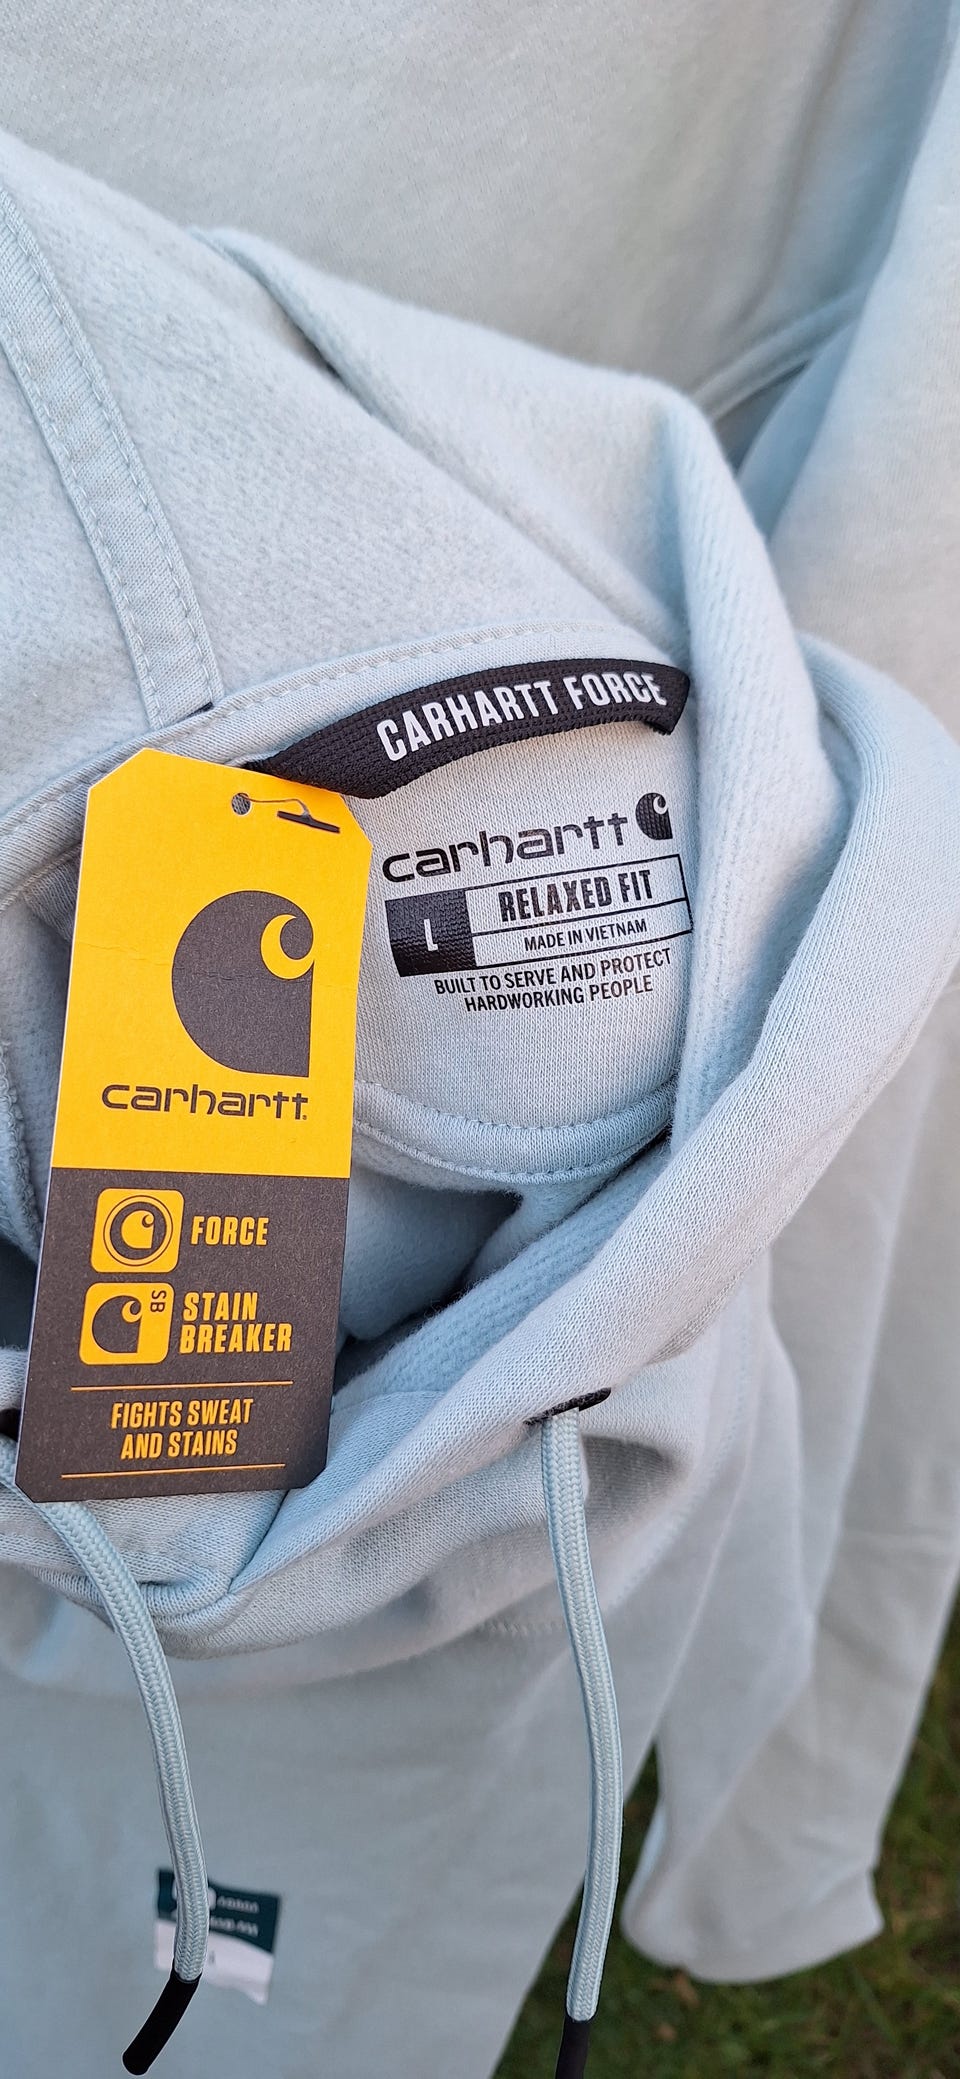 CARHARTT FORCE
carhartt
L
RELAXED FIT
MADE IN VIETNAM
BUILT TO SERVE AND PROTECT
HARDWORKING PEOPLE
carhartt
FORCE
SB
STAIN
BREAKER
FIGHTS SWEAT
AND STAINS